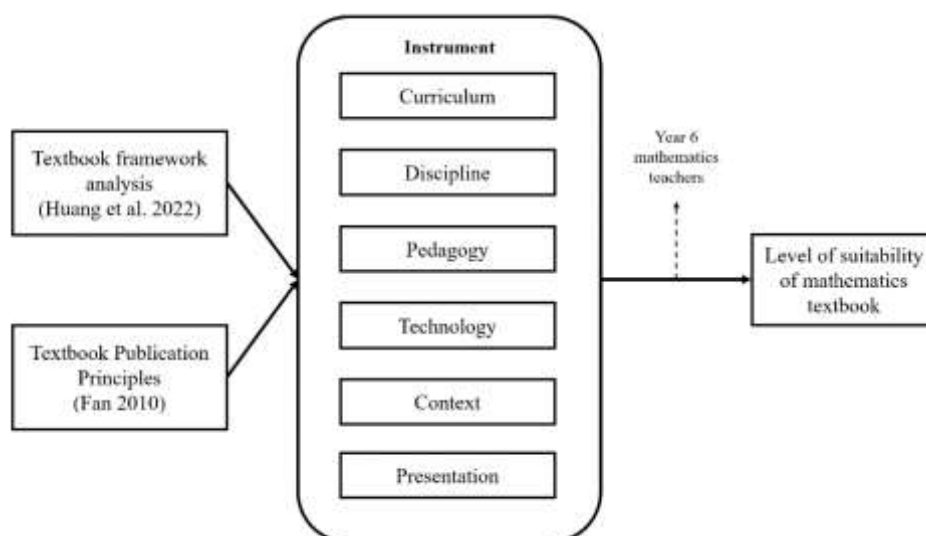 Textbook framework
analysis
(Huang et al. 2022)
Textbook Publication
Principles
(Fan 2010)
Instrument
Curriculum
Discipline
Pedagogy
Technology
Context
Presentation
Year 6
mathematics
teachers
Level of suitability
of mathematics
textbook